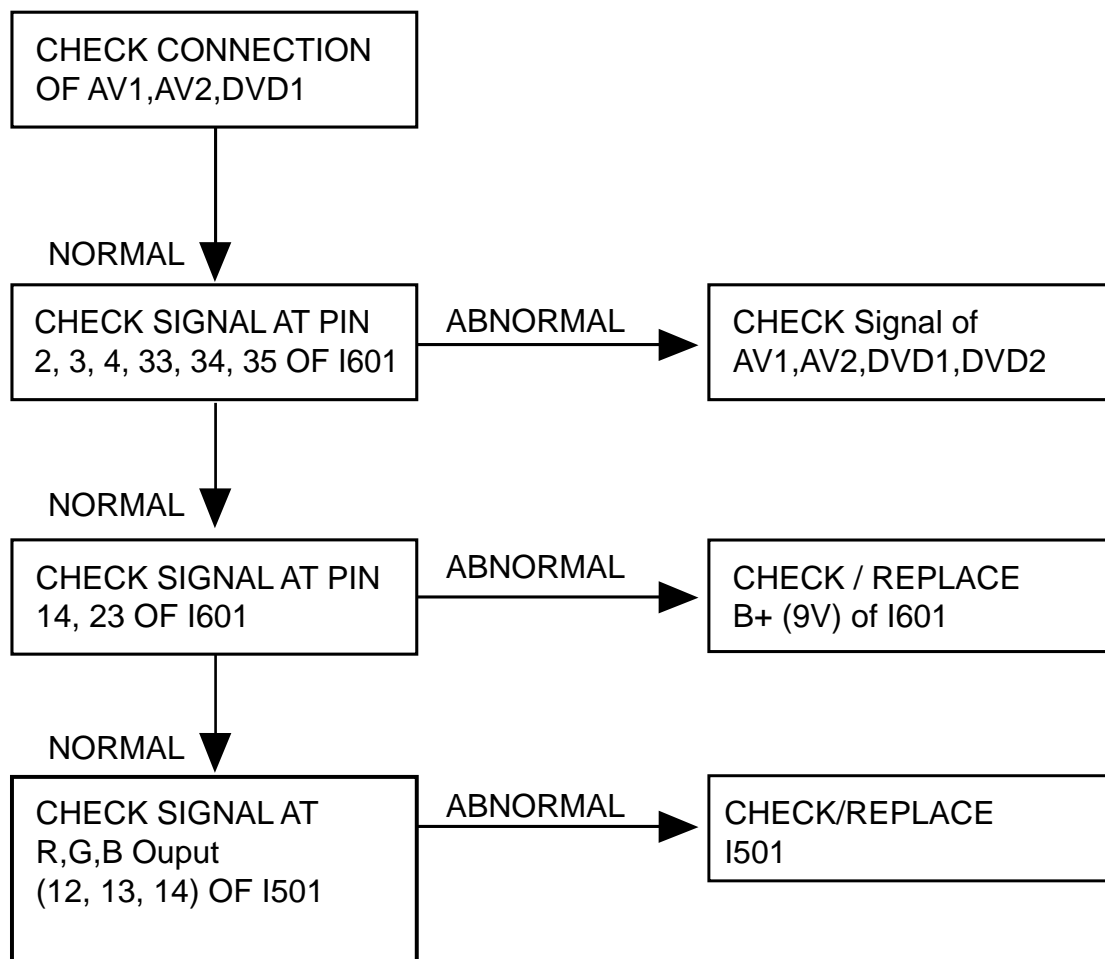 CHECK CONNECTION
OF AV1,AV2,DVD1
NORMAL
CHECK SIGNAL AT PIN
2, 3, 4, 33, 34, 35 OF I601
ABNORMAL
CHECK Signal of
AV1,AV2,DVD1,DVD2
NORMAL
CHECK SIGNAL AT PIN
14, 23 OF I601
ABNORMAL
CHECK / REPLACE
B+ (9V) of I601
NORMAL
CHECK SIGNAL AT
R,G,B Ouput
(12, 13, 14) OF I501
ABNORMAL
CHECK/REPLACE
I501